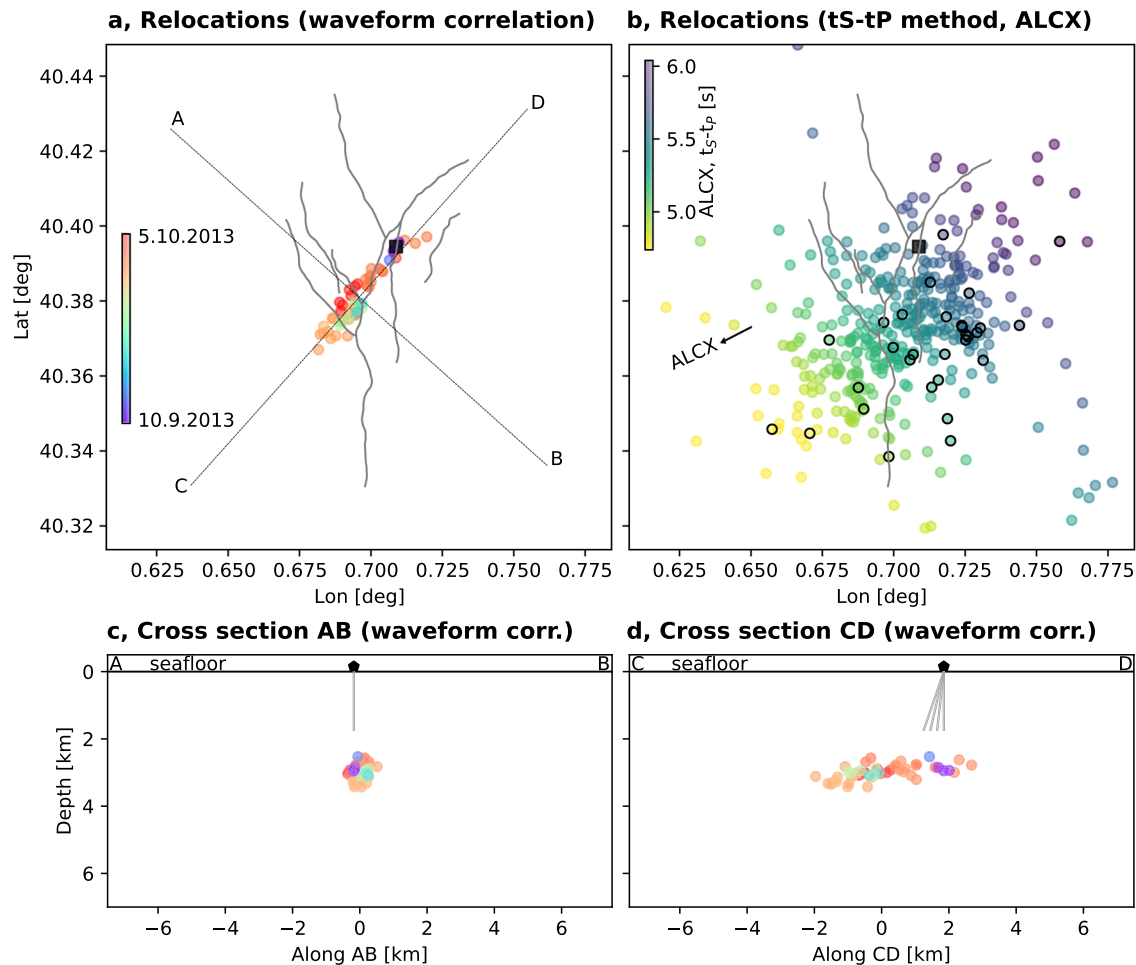 a, Relocations (waveform correlation)
b, Relocations (tS-tP method, ALCX)
40.44
40.42
40.40
40.38
40.36
40.34
40.32
Lat [deg]
A
D
5.10.2013
10.9.2013
C
B
0.625
0.650
0.675
0.700
0.725
0.750
0.775
Lon [deg]
6.0
5.5
5.0
ALCX, tS-tP [s]
ALCX
0.625
0.650
0.675
0.700
0.725
0.750
0.775
Lon [deg]
c, Cross section AB (waveform corr.)
d, Cross section CD (waveform corr.)
A seafloor B
0
2
4
6
Depth [km]
−6
−4
−2
0
2
4
6
Along AB [km]
C seafloor D
−6
−4
−2
0
2
4
6
Along CD [km]